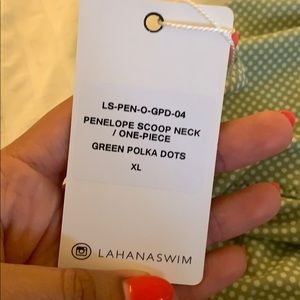 LS-PEN-O-GPD-04
PENELOPE SCOOP NECK
/ ONE-PIECE
GREEN POLKA DOTS
XL
LAHANASWIM